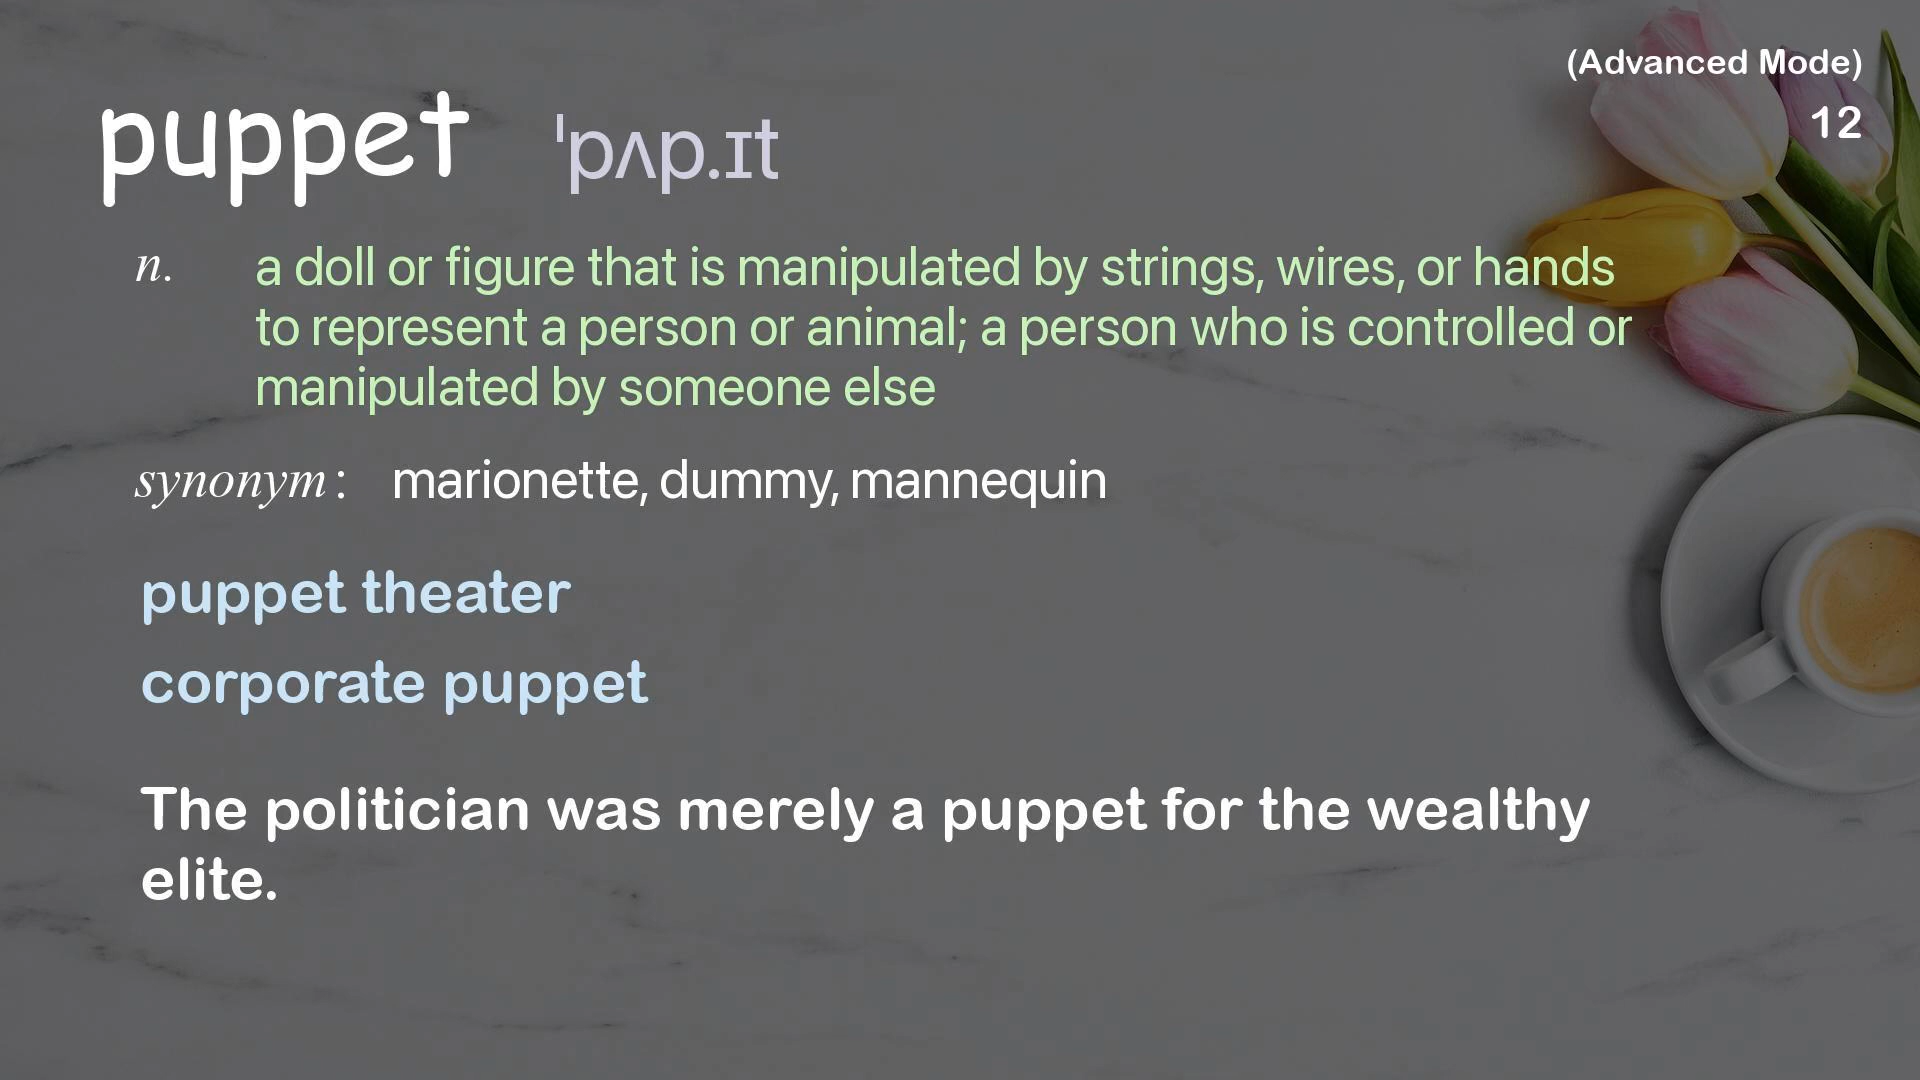 (Advanced Mode)
12
puppet ˈpʌp.ɪt
n. a doll or figure that is manipulated by strings, wires, or hands
to represent a person or animal; a person who is controlled or
manipulated by someone else
synonym : marionette, dummy, mannequin
puppet theater
corporate puppet
The politician was merely a puppet for the wealthy
elite.